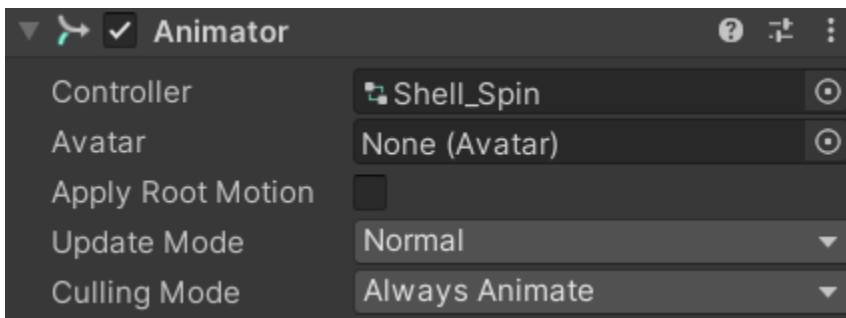 Animator
Controller Shell_Spin
Avatar None (Avatar)
Apply Root Motion
Update Mode Normal
Culling Mode Always Animate